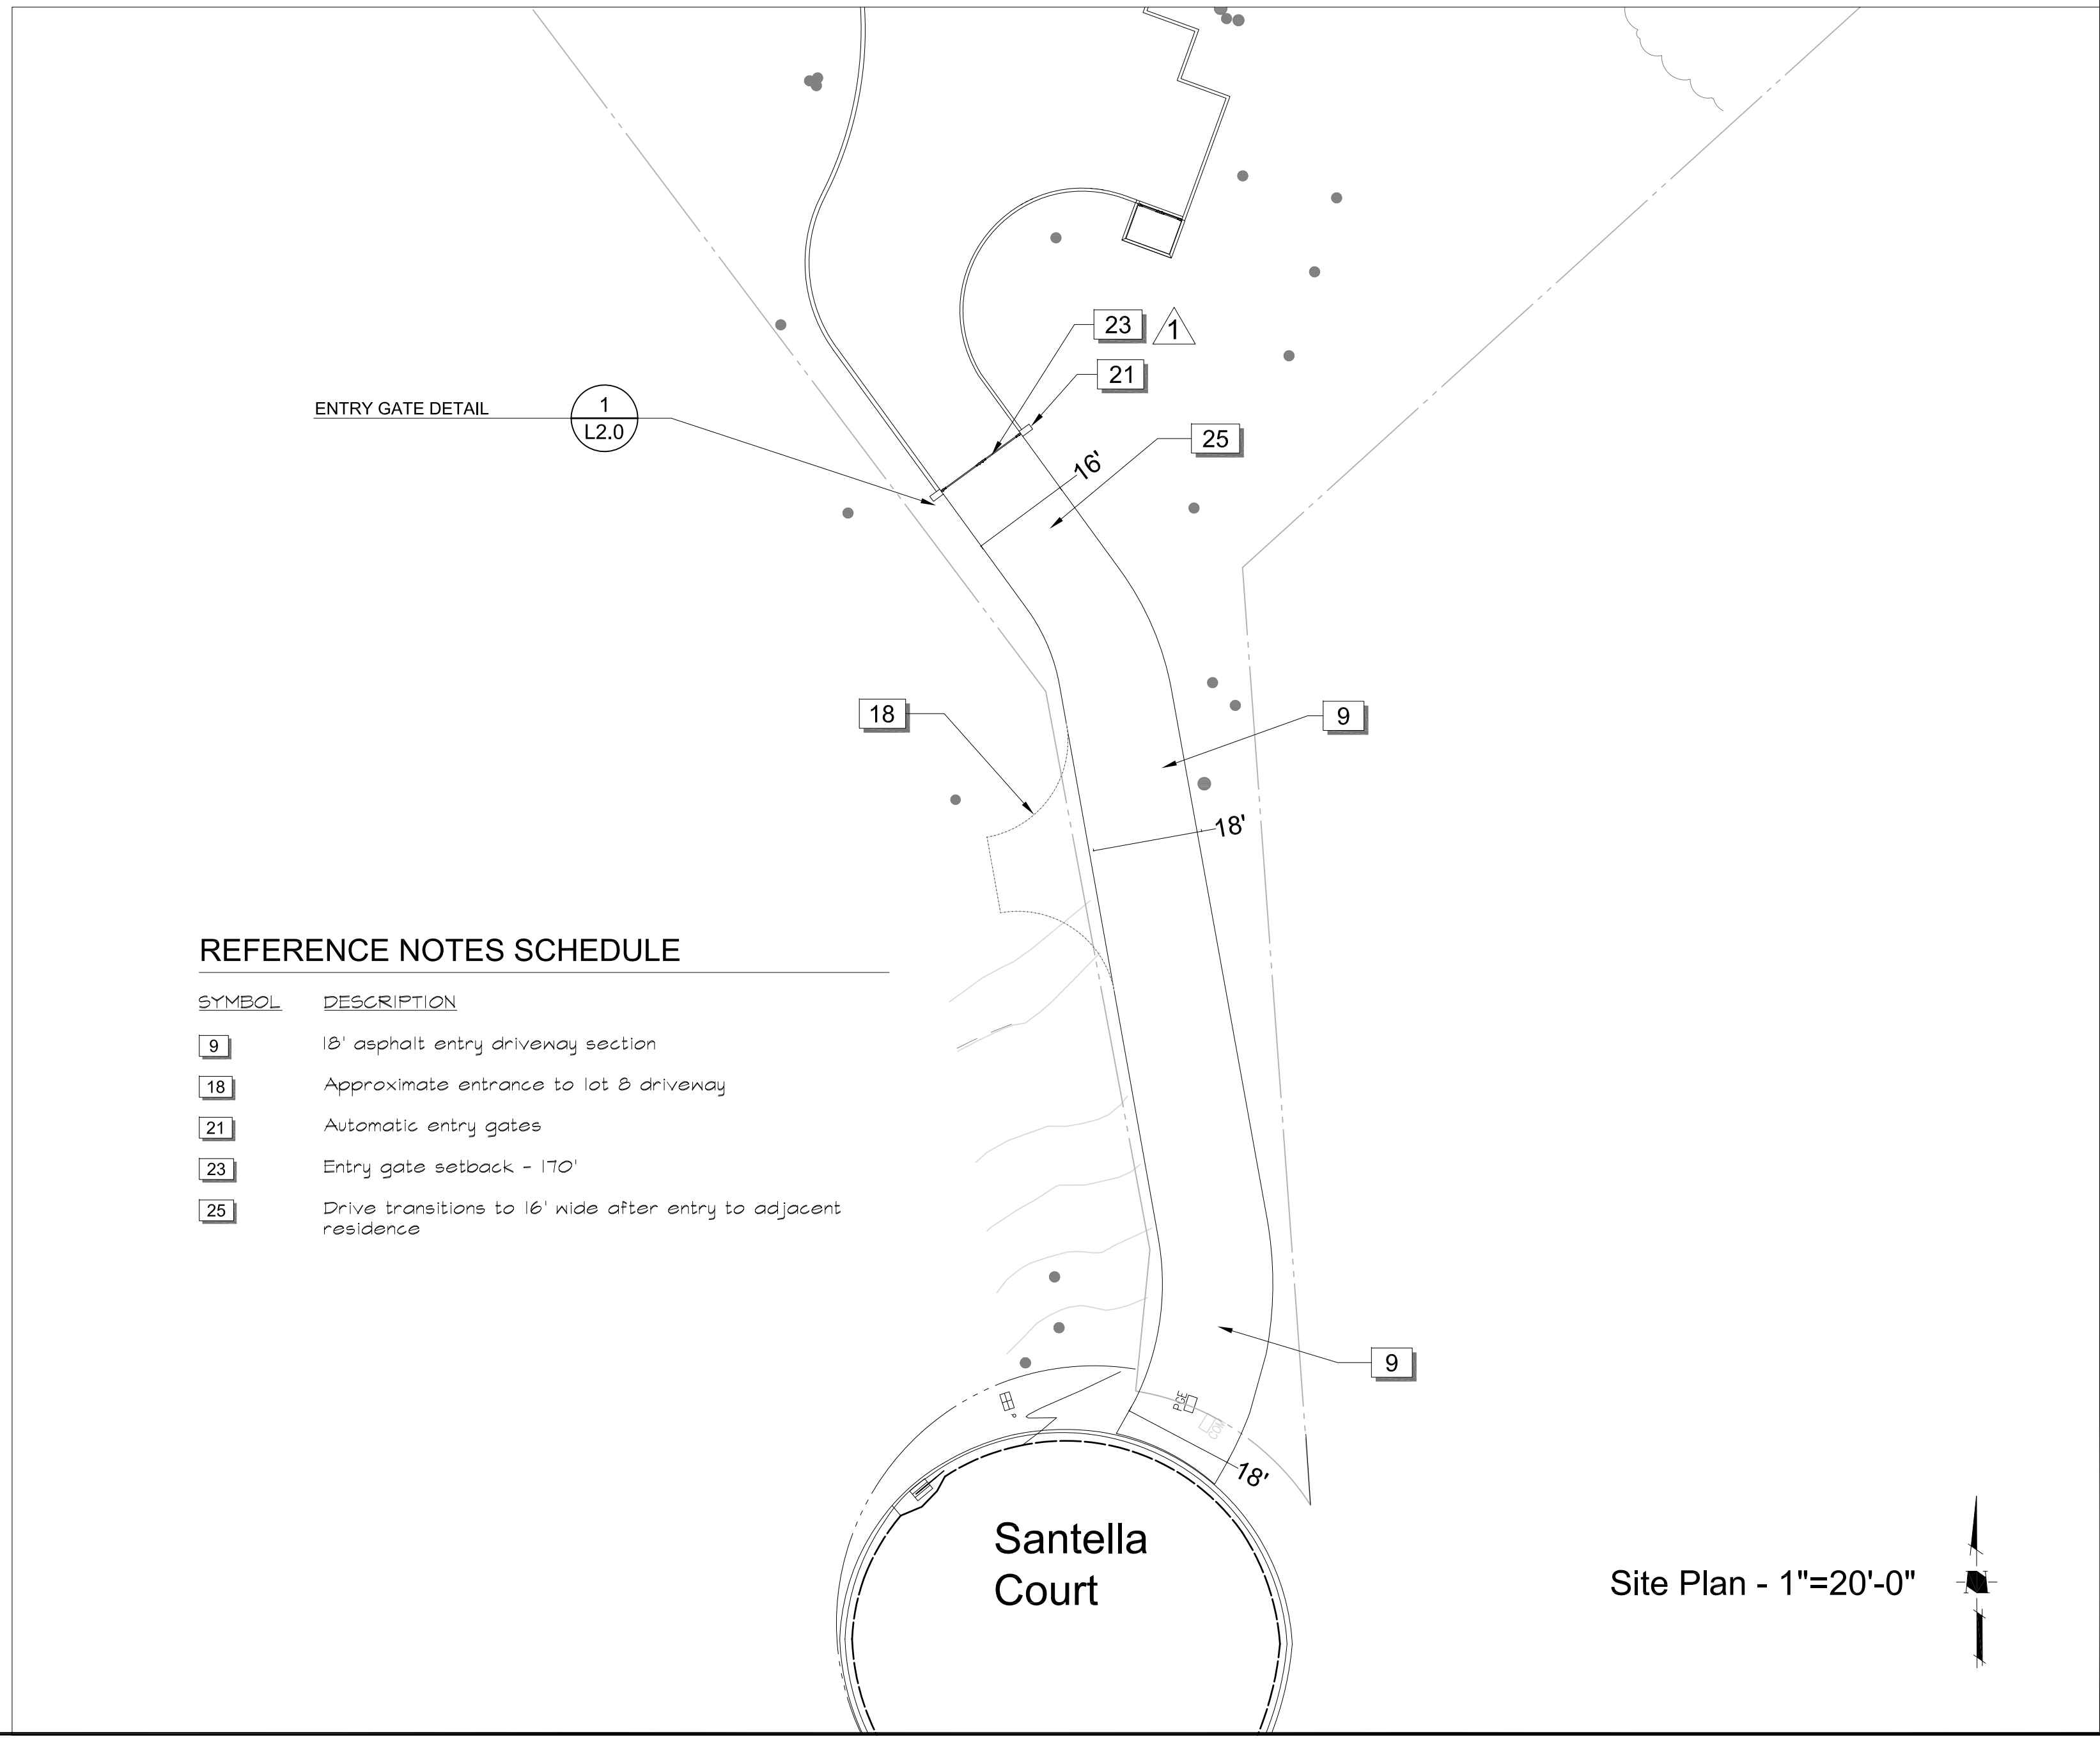 23
1
21
ENTRY GATE DETAIL
1
L2.0
25
16'
18
9
18'
REFERENCE NOTES SCHEDULE
SYMBOL DESCRIPTION
9 18' asphalt entry driveway section
18 Approximate entrance to lot 8 driveway
21 Automatic entry gates
23 Entry gate setback - 170'
25 Drive transitions to 16' wide after entry to adjacent
residence
9
PGE
COM
18'
Santella
Court
Site Plan - 1"=20'-0"